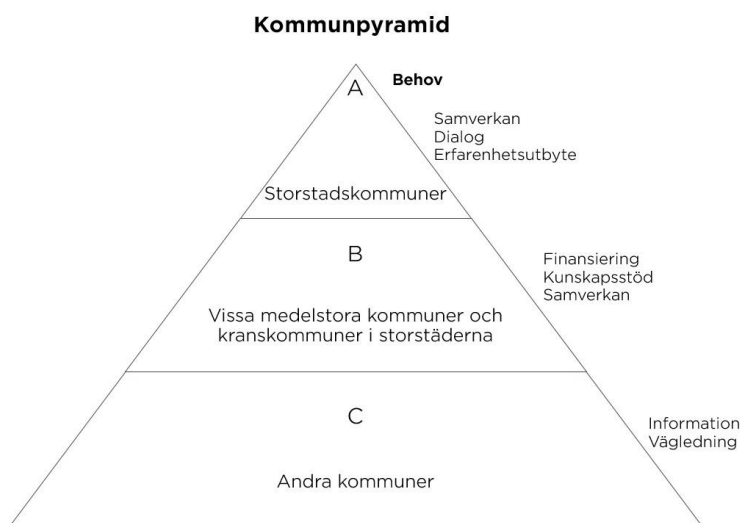 Kommunpyramid
A
Behov
Samverkan
Dialog
Erfarenhetsutbyte
Storstadskommuner
B
Finansiering
Kunskapsstöd
Samverkan
Vissa medelstora kommuner och
kranskommuner i storstäderna
C
Information
Vägledning
Andra kommuner